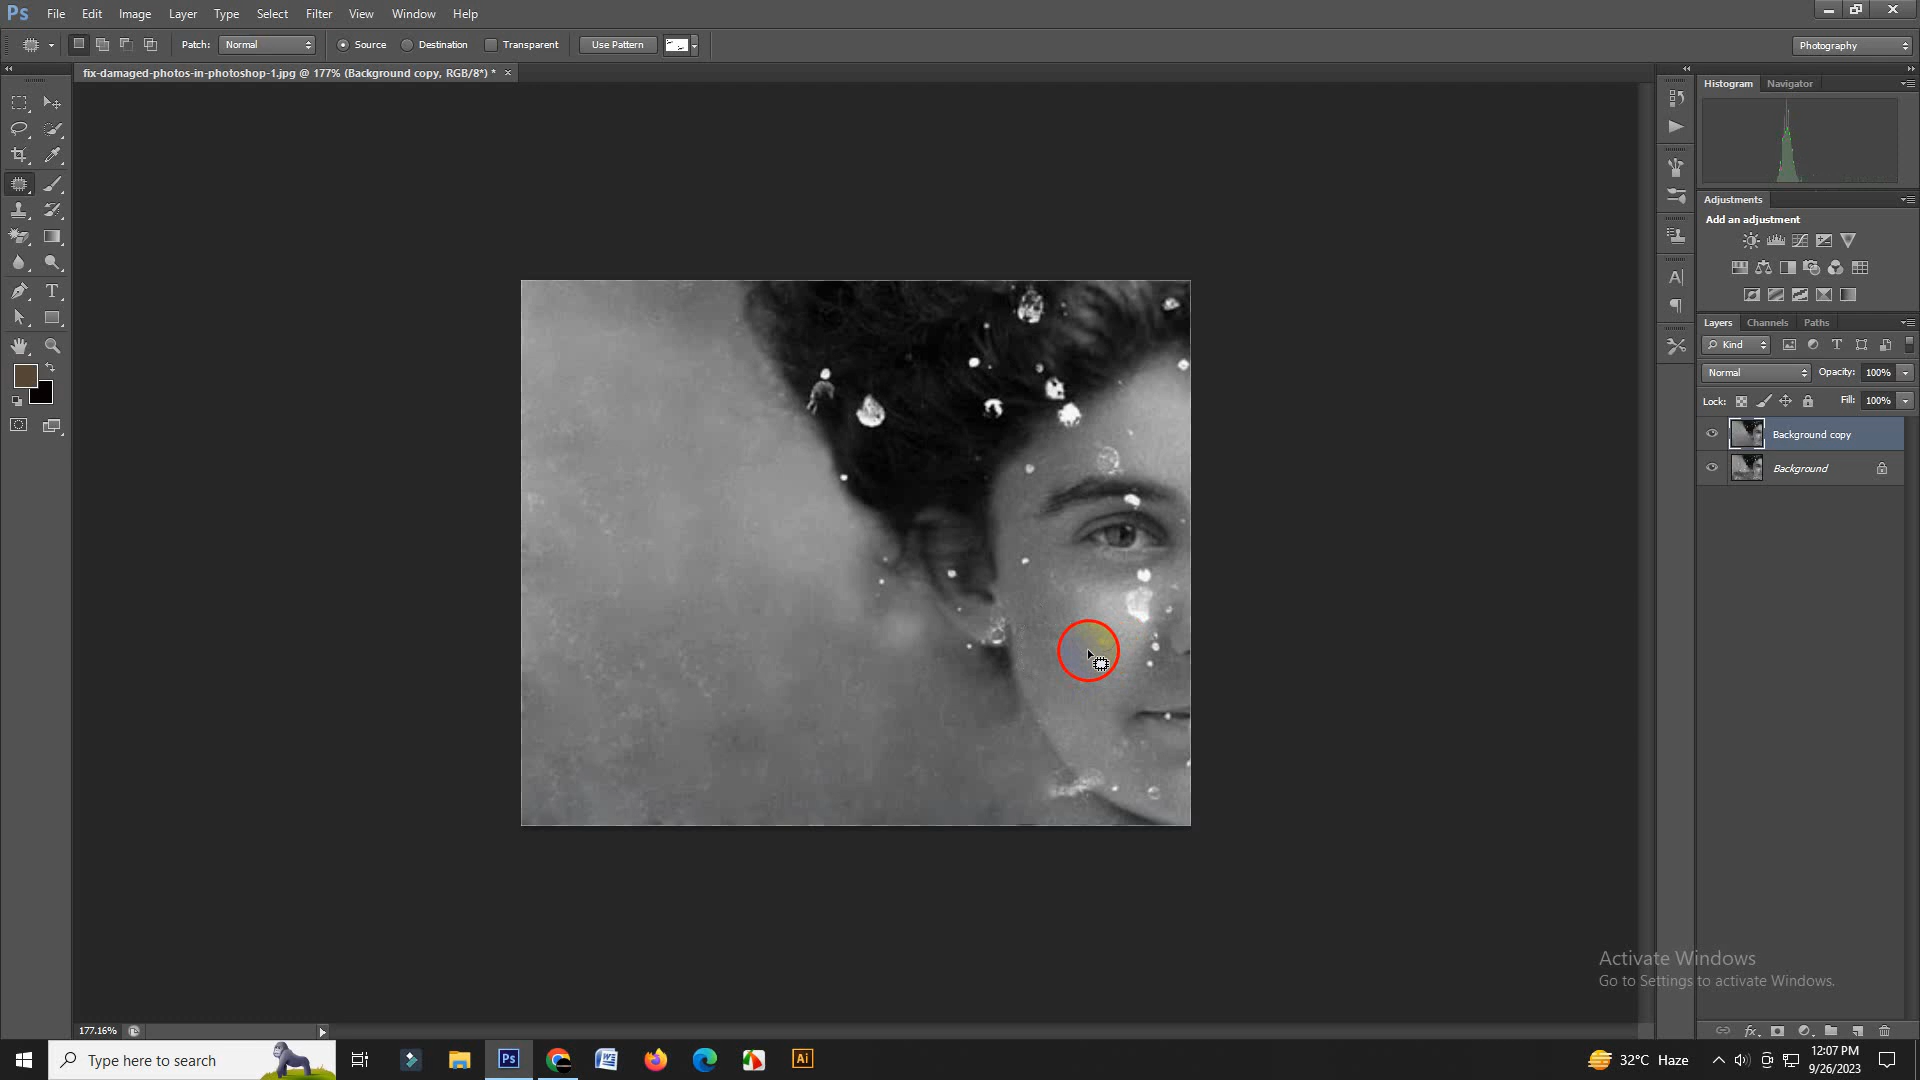 Ps File Edit Image Layer Type Select Filter View Window Help
Patch: Normal Source Destination Transparent Use Pattern Photography
fix-damaged-photos-in-photoshop-1.jpg @ 177% (Background copy, RGB/8*) * ×
Histogram Navigator
Adjustments
Add an adjustment
Layers Channels Paths
Kind
Normal Opacity: 100%
Lock: Fill: 100%
Background copy
Background
Activate Windows
Go to Settings to activate Windows.
177.16%
fx
Type here to search
Ps
Ai
32°C Haze
12:07 PM
9/26/2023